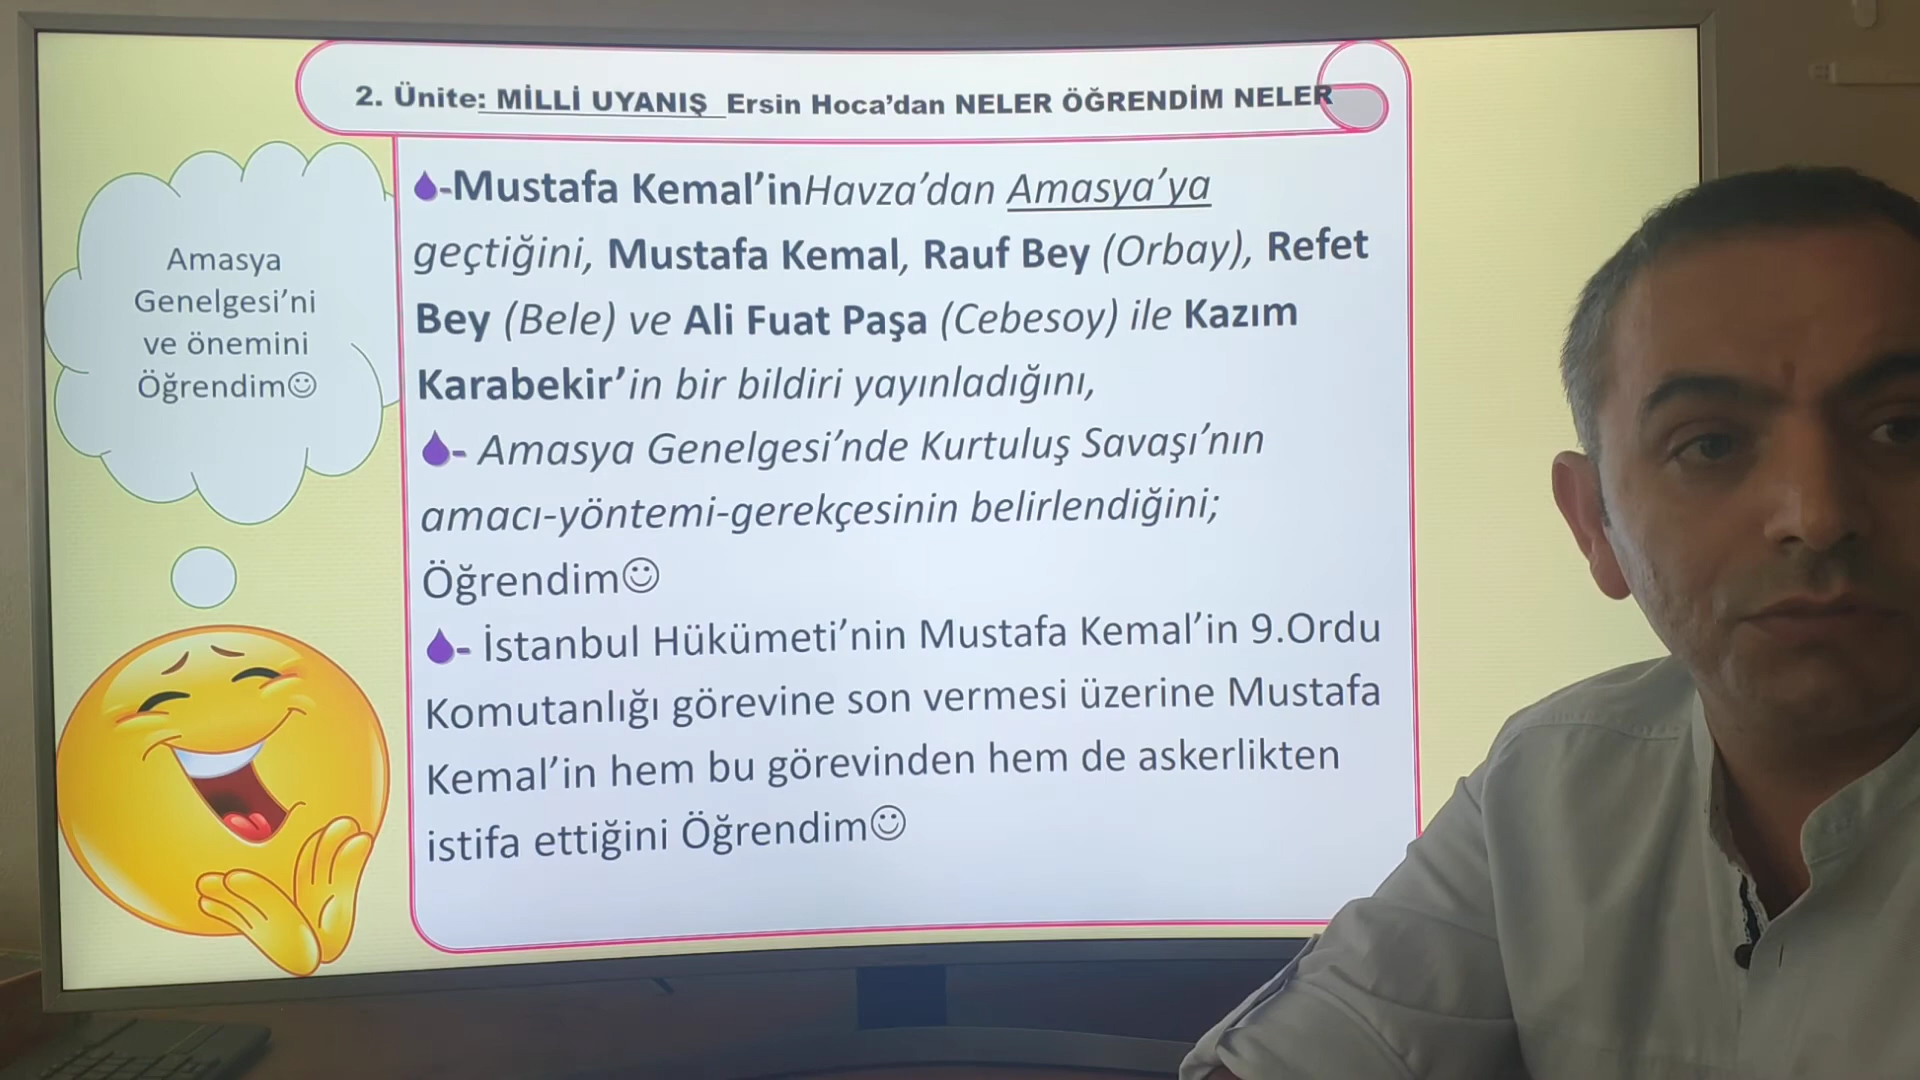 2. Ünite: MİLLİ UYANIŞ Ersin Hoca’dan NELER ÖĞRENDİM NELER
Amasya
Genelgesi’ni
ve önemini
Öğrendim☺
-Mustafa Kemal’inHavza’dan Amasya’ya
geçtiğini, Mustafa Kemal, Rauf Bey (Orbay), Refet
Bey (Bele) ve Ali Fuat Paşa (Cebesoy) ile Kazım
Karabekir’in bir bildiri yayınladığını,
- Amasya Genelgesi’nde Kurtuluş Savaşı’nın
amacı-yöntemi-gerekçesinin belirlendiğini;
Öğrendim☺
- İstanbul Hükümeti’nin Mustafa Kemal’in 9.Ordu
Komutanlığı görevine son vermesi üzerine Mustafa
Kemal’in hem bu görevinden hem de askerlikten
istifa ettiğini Öğrendim☺